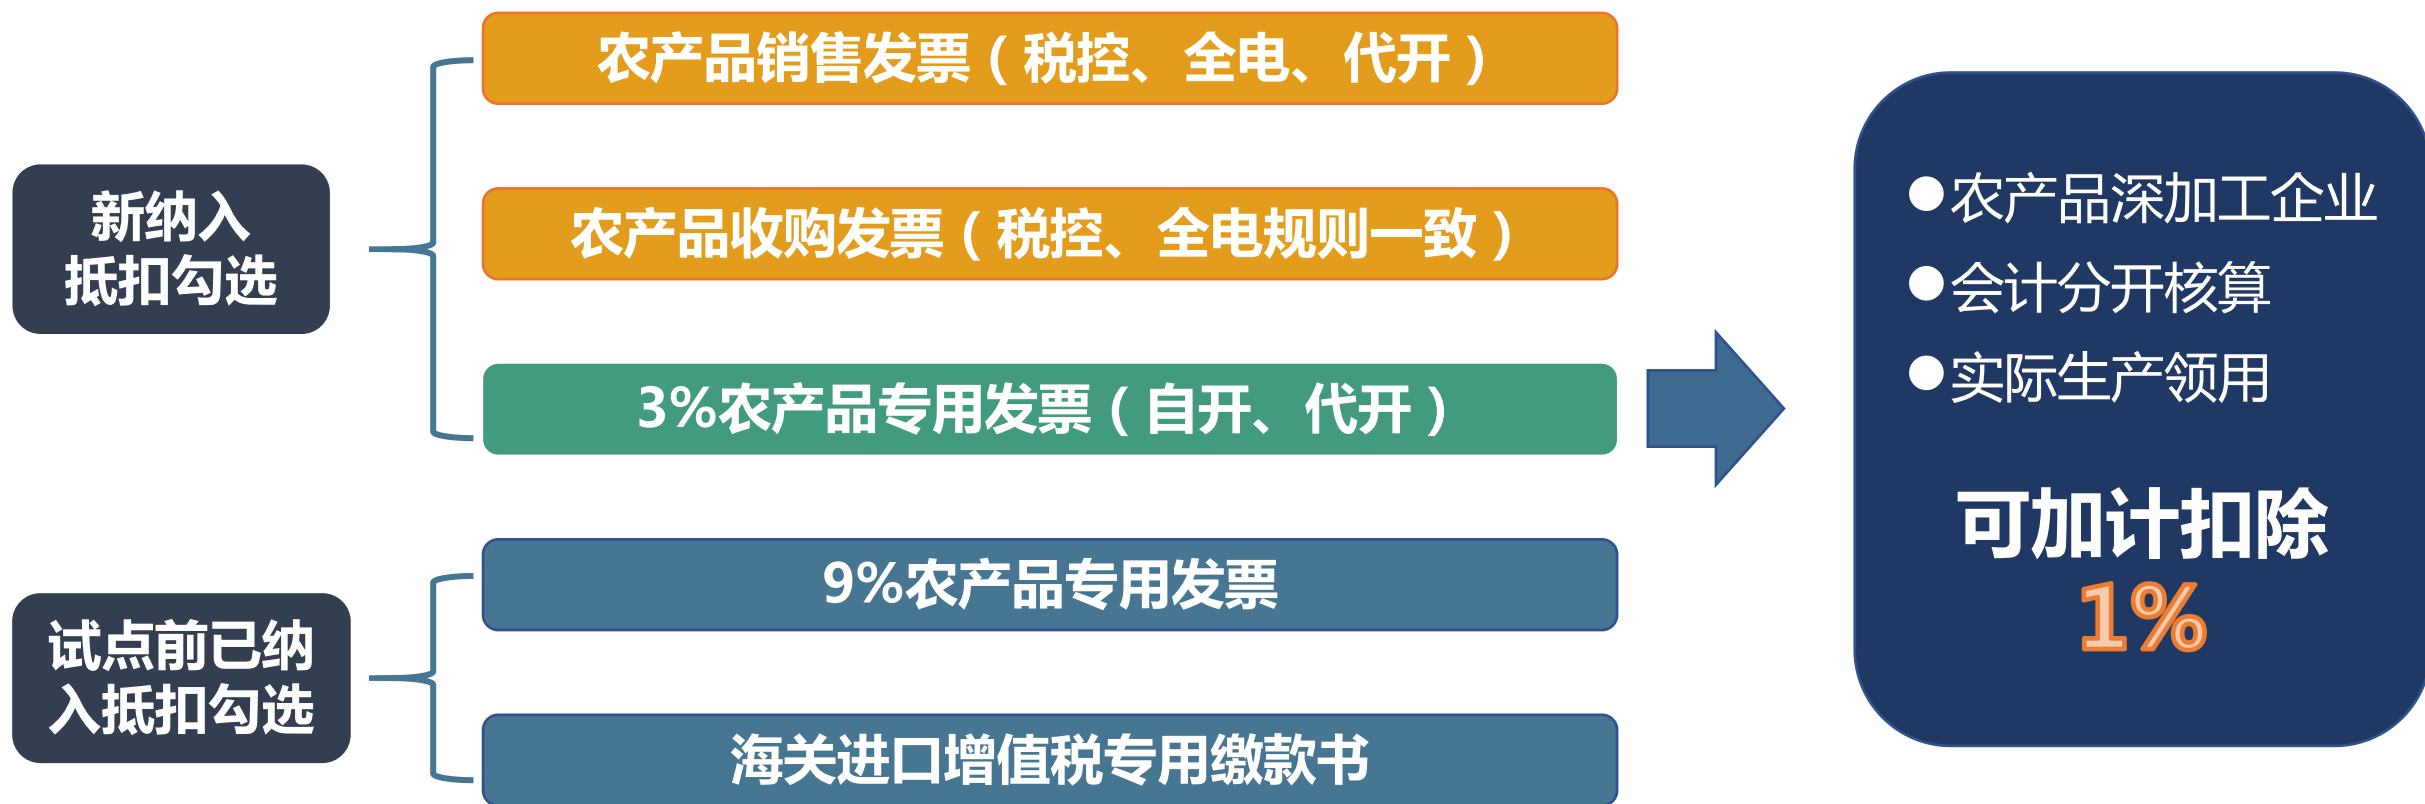 农产品销售发票（税控、全电、代开）
新纳入
抵扣勾选
农产品收购发票（税控、全电规则一致）
3%农产品专用发票（自开、代开）
试点前已纳
入抵扣勾选
9%农产品专用发票
海关进口增值税专用缴款书
●农产品深加工企业
●会计分开核算
●实际生产领用
可加计扣除
1%